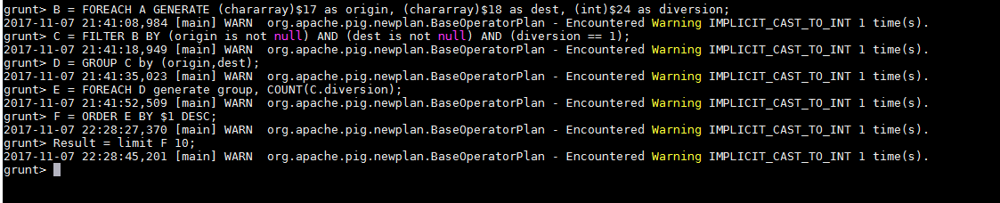 grunt> B = FOREACH A GENERATE (chararray)$17 as origin, (chararray)$18 as dest, (int)$24 as diversion;
2017-11-07 21:41:08,984 [main] WARN  org.apache.pig.newplan.BaseOperatorPlan - Encountered Warning IMPLICIT_CAST_TO_INT 1 time(s).
grunt> C = FILTER B BY (origin is not null) AND (dest is not null) AND (diversion == 1);
2017-11-07 21:41:18,949 [main] WARN  org.apache.pig.newplan.BaseOperatorPlan - Encountered Warning IMPLICIT_CAST_TO_INT 1 time(s).
grunt> D = GROUP C by (origin,dest);
2017-11-07 21:41:35,023 [main] WARN  org.apache.pig.newplan.BaseOperatorPlan - Encountered Warning IMPLICIT_CAST_TO_INT 1 time(s).
grunt> E = FOREACH D generate group, COUNT(C.diversion);
2017-11-07 21:41:52,509 [main] WARN  org.apache.pig.newplan.BaseOperatorPlan - Encountered Warning IMPLICIT_CAST_TO_INT 1 time(s).
grunt> F = ORDER E BY $1 DESC;
2017-11-07 22:28:27,370 [main] WARN  org.apache.pig.newplan.BaseOperatorPlan - Encountered Warning IMPLICIT_CAST_TO_INT 1 time(s).
grunt> Result = limit F 10;
2017-11-07 22:28:45,201 [main] WARN  org.apache.pig.newplan.BaseOperatorPlan - Encountered Warning IMPLICIT_CAST_TO_INT 1 time(s).
grunt>